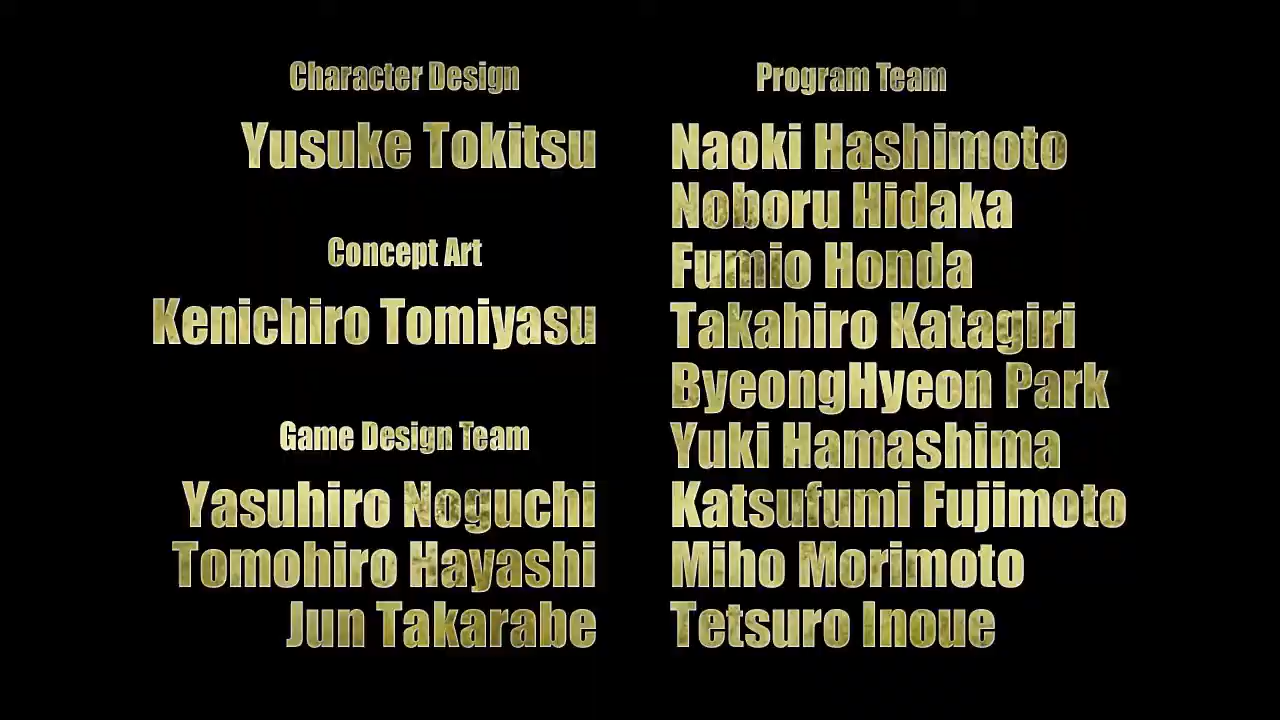 Character Design
Yusuke Tokitsu
Concept Art
Kenichiro Tomiyasu
Game Design Team
Yasuhiro Noguchi
Tomohiro Hayashi
Jun Takarabe
Program Team
Naoki Hashimoto
Noboru Hidaka
Fumio Honda
Takahiro Katagiri
ByeongHyeon Park
Yuki Hamashima
Katsufumi Fujimoto
Miho Morimoto
Tetsuro Inoue